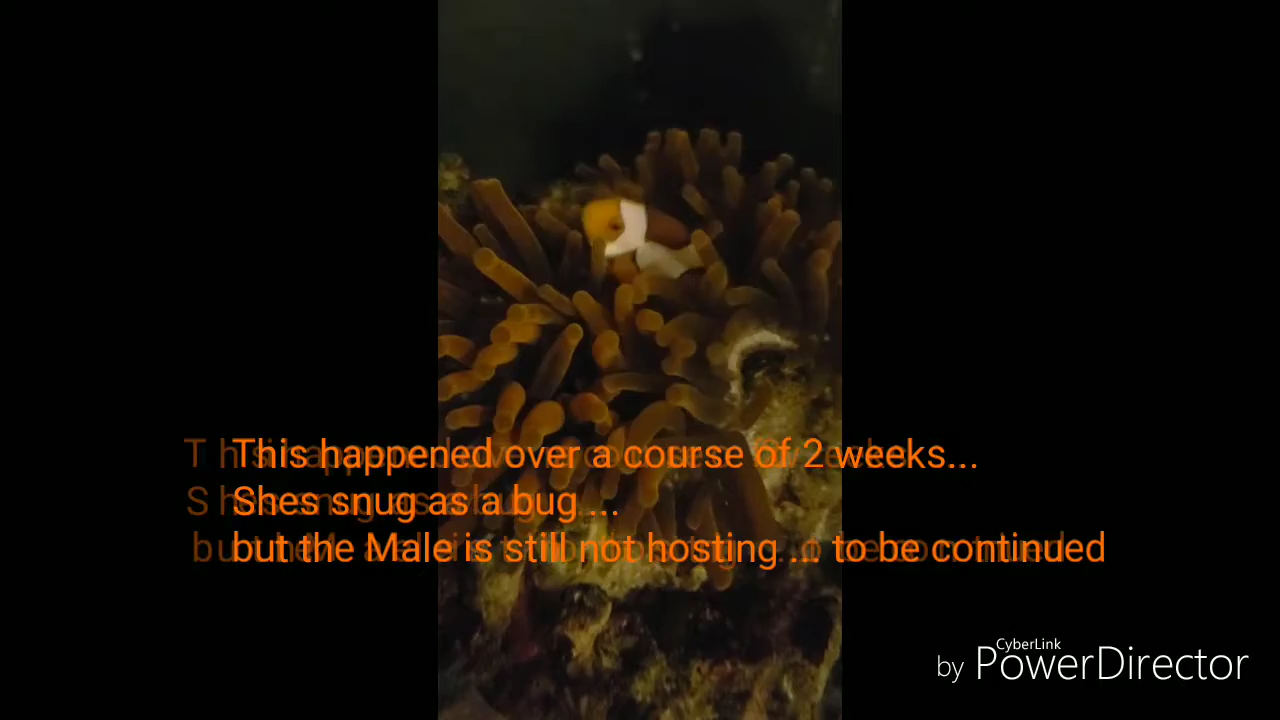 This happened over a course of 2 weeks...
Shes snug as a bug ...
but the Male is still not hosting ... to be continued
CyberLink
by PowerDirector